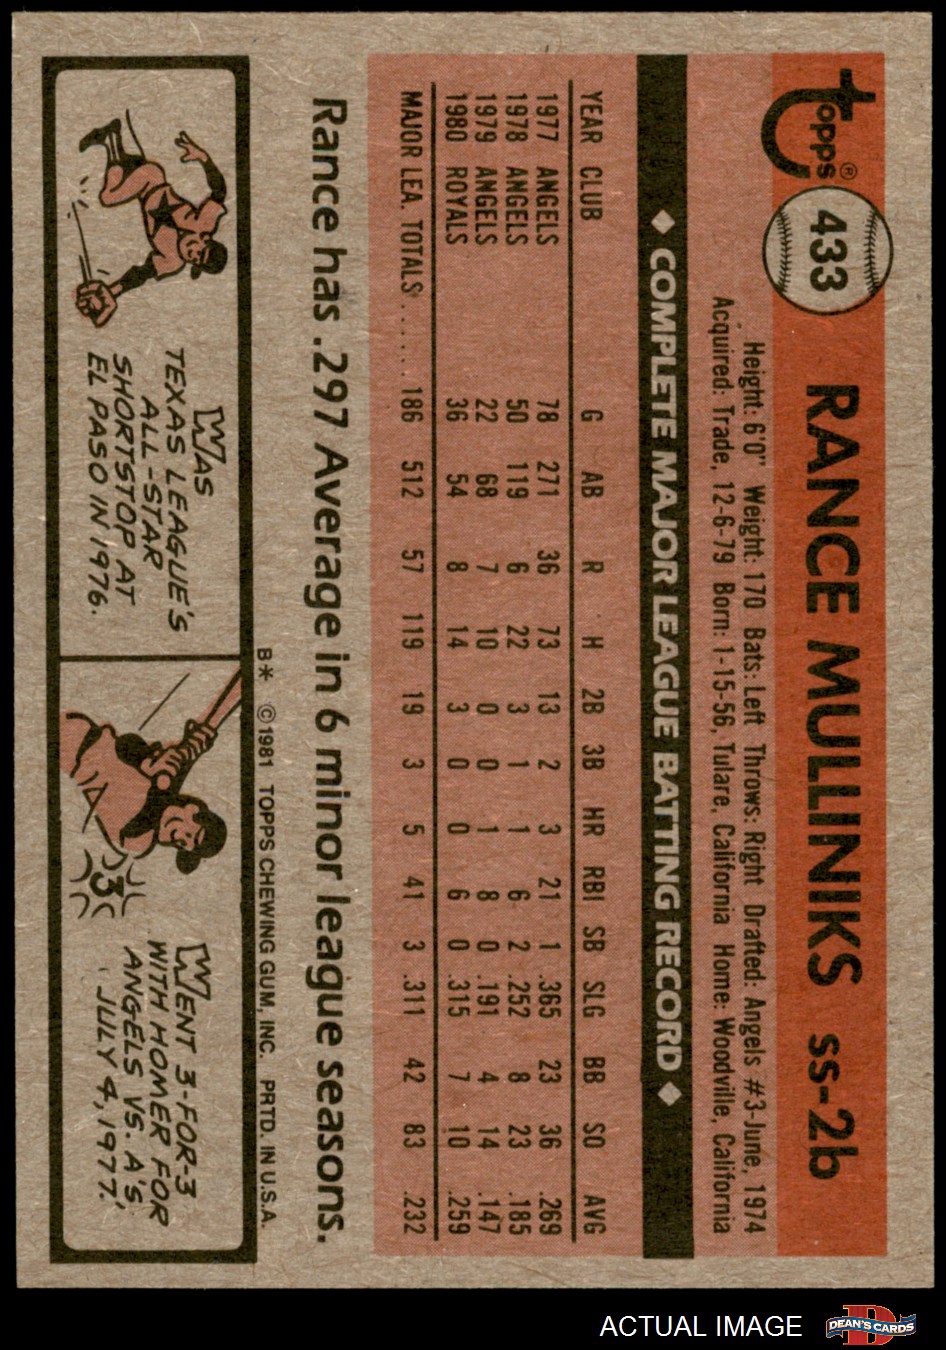 Topps®
433
RANCE MULLINIKS ss-2b
Height: 6'0" Weight: 170 Bats: Left Throws: Right Drafted: Angels #3-June, 1974
Acquired: Trade, 12-6-79 Born: 1-15-56, Tulare, California Home: Woodville, California
◆ COMPLETE MAJOR LEAGUE BATTING RECORD ◆
YEAR CLUB G AB R H 2B 3B HR RBI SB SLG BB SO AVG
1977 ANGELS 78 271 36 73 13 2 3 21 1 .365 23 36 .269
1978 ANGELS 50 119 6 22 3 1 1 6 2 .252 8 23 .185
1979 ANGELS 22 68 7 10 0 0 1 8 0 .191 4 14 .147
1980 ROYALS 36 54 8 14 3 0 0 6 0 .315 7 10 .259
MAJOR LEA. TOTALS ...... 186 512 57 119 19 3 5 41 3 .311 42 83 .232
Rance has .297 Average in 6 minor league seasons.
B* ©1981 TOPPS CHEWING GUM, INC. PRTD. IN U.S.A.
WAS
TEXAS LEAGUE'S
ALL-STAR
SHORTSTOP AT
EL PASO IN 1976.
3
WENT 3-FOR-3
WITH HOMER FOR
ANGELS VS. A'S,
JULY 4, 1977.
ACTUAL IMAGE
D
DEAN'S CARDS